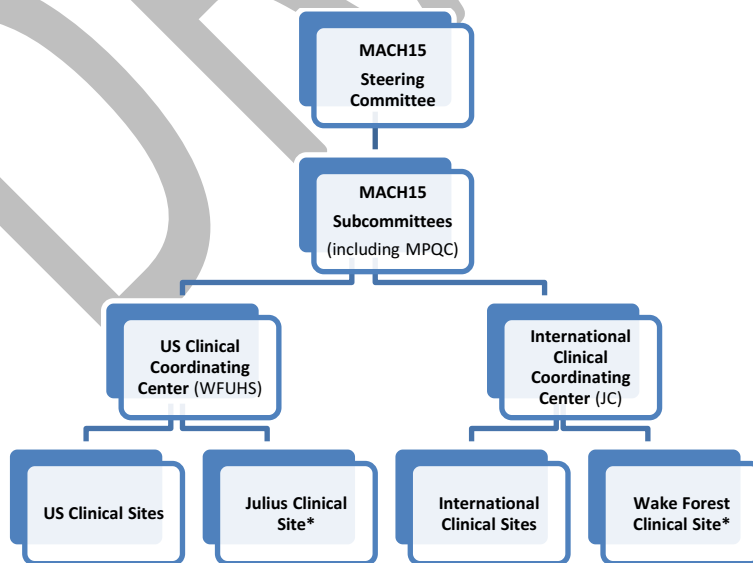 MACH15
Steering
Committee
MACH15
Subcommittees
(including MPQC)
US Clinical
Coordinating
Center (WFUHS)
International
Clinical
Coordinating
Center (JC)
US Clinical Sites
Julius Clinical
Site*
International
Clinical Sites
Wake Forest
Clinical Site*